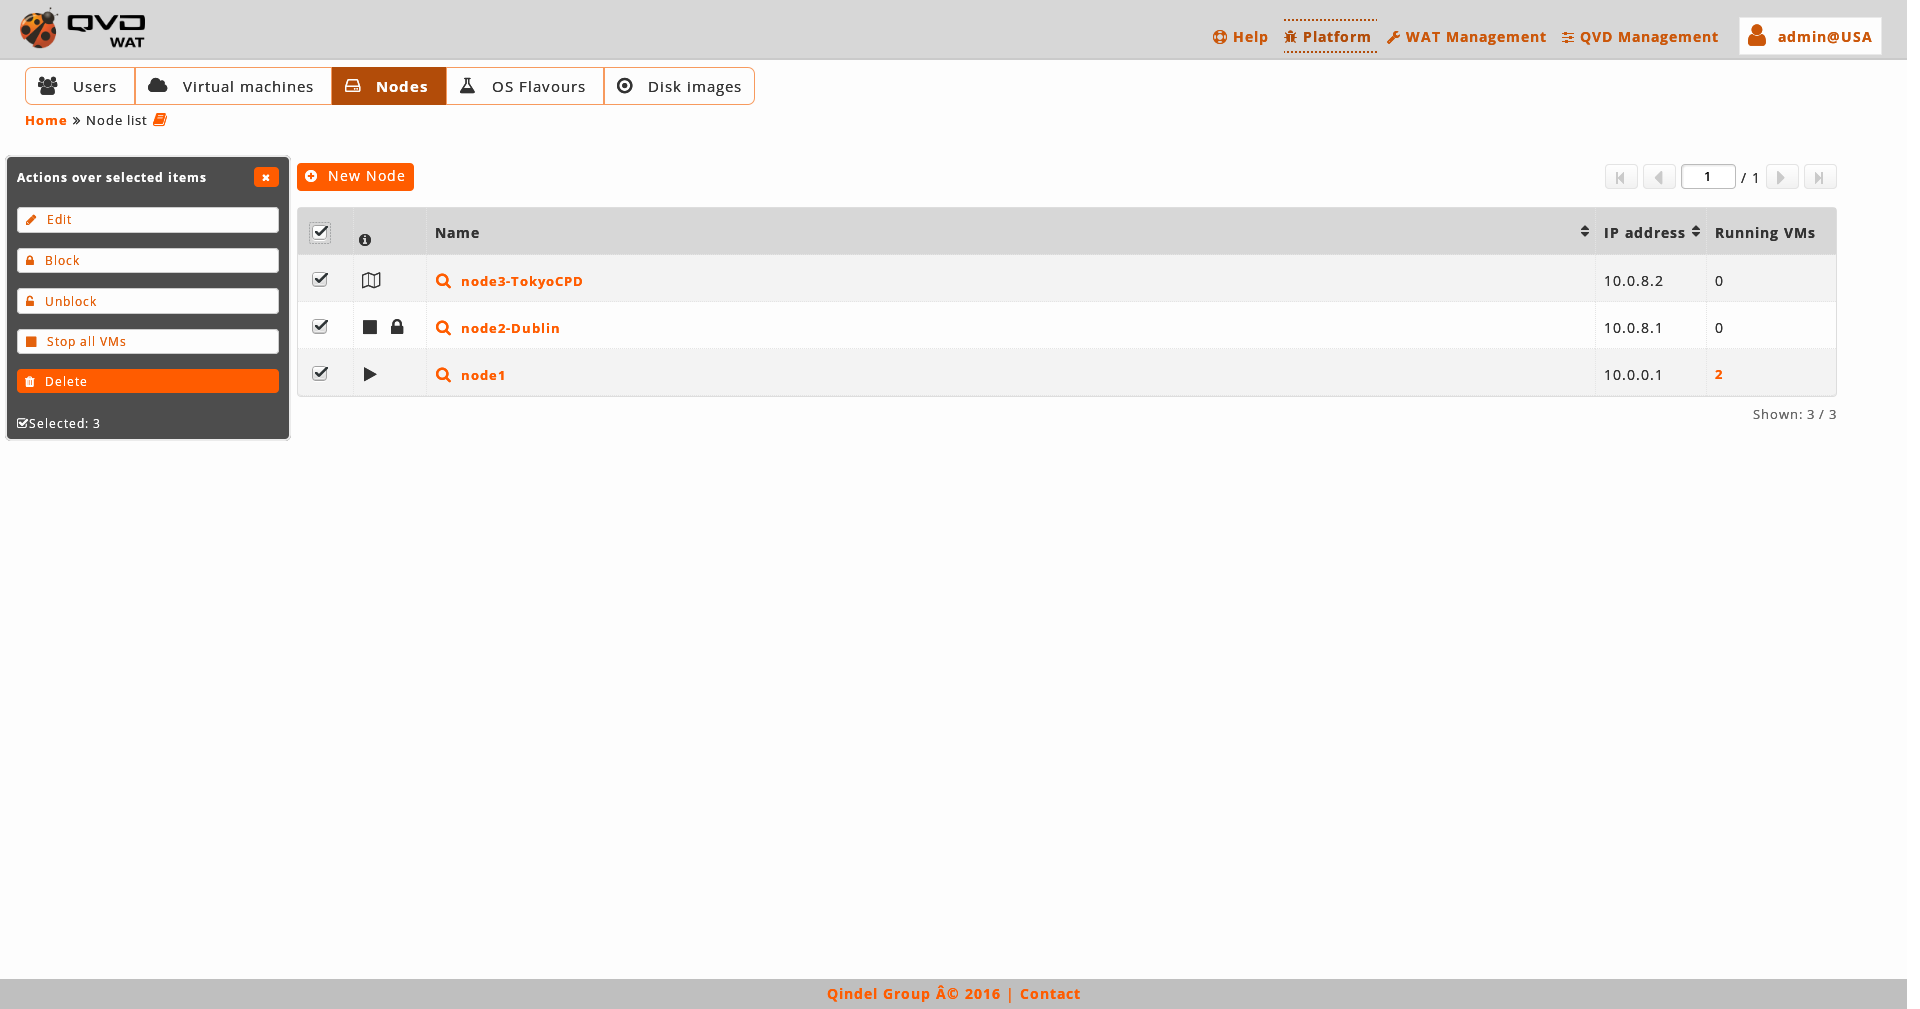 QVD
WAT
Help Platform WAT Management QVD Management admin@USA
Users Virtual machines Nodes OS Flavours Disk images
Home » Node list
Actions over selected items
Edit
Block
Unblock
Stop all VMs
Delete
Selected: 3
New Node
1 / 1
Name IP address Running VMs
node3-TokyoCPD 10.0.8.2 0
node2-Dublin 10.0.8.1 0
node1 10.0.0.1 2
Shown: 3 / 3
Qindel Group Â© 2016 | Contact